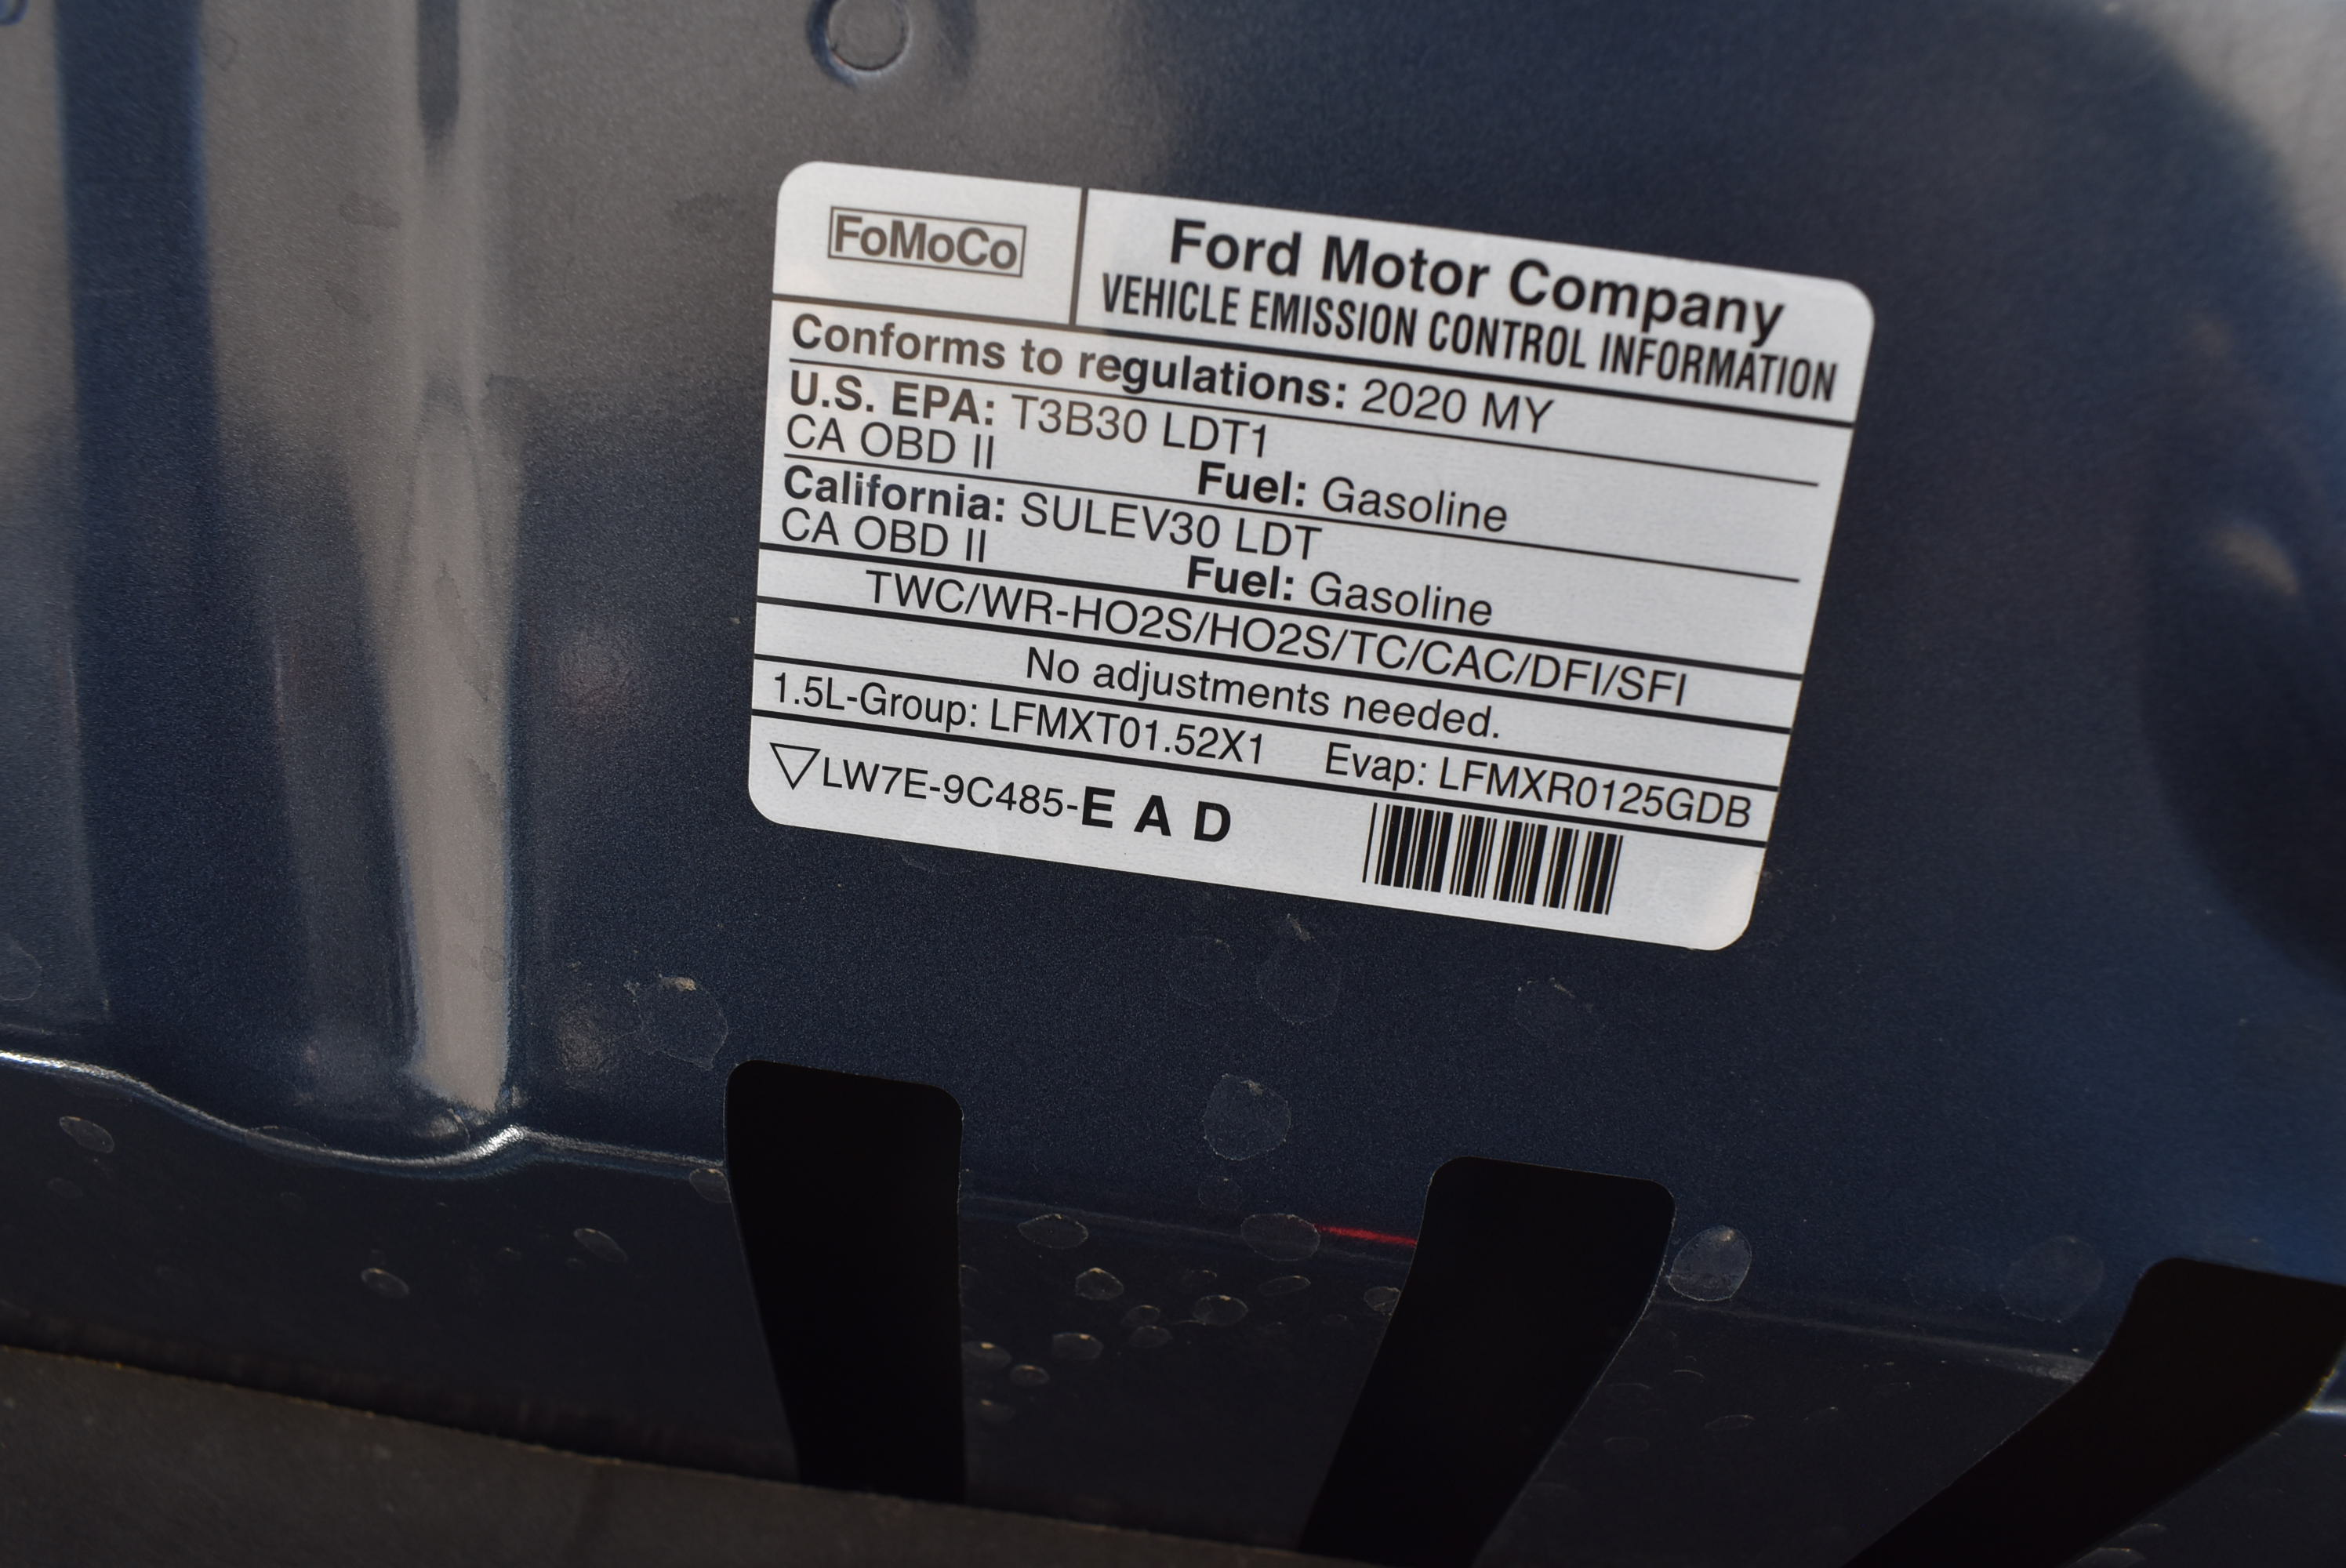 FoMoCo
Ford Motor Company
VEHICLE EMISSION CONTROL INFORMATION
Conforms to regulations: 2020 MY
U.S. EPA: T3B30 LDT1
CA OBD II Fuel: Gasoline
California: SULEV30 LDT
CA OBD II Fuel: Gasoline
TWC/WR-HO2S/HO2S/TC/CAC/DFI/SFI
No adjustments needed.
1.5L-Group: LFMXT01.52X1 Evap: LFMXR0125GDB
LW7E-9C485-E A D